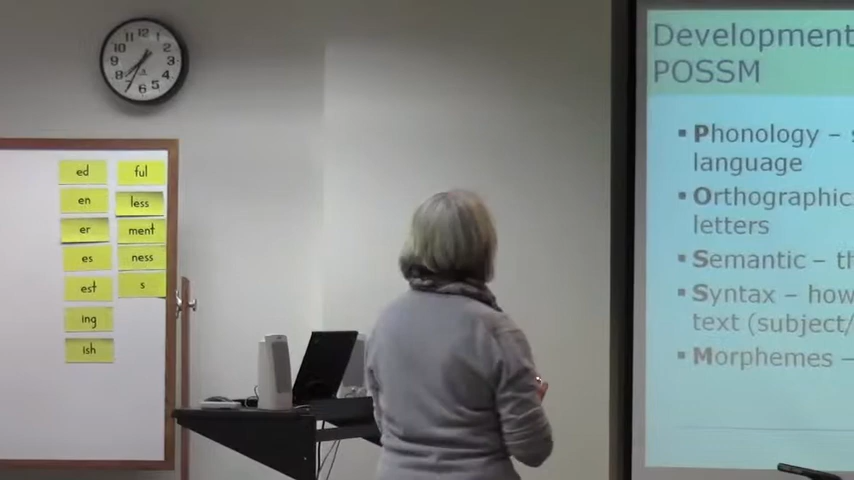 ed
en
er
es
est
ing
ish
ful
less
ment
ness
s
Development
POSSM
▪ Phonology –
language
▪ Orthographic
letters
▪ Semantic – th
▪ Syntax – how
text (subject/
▪ Morphemes –